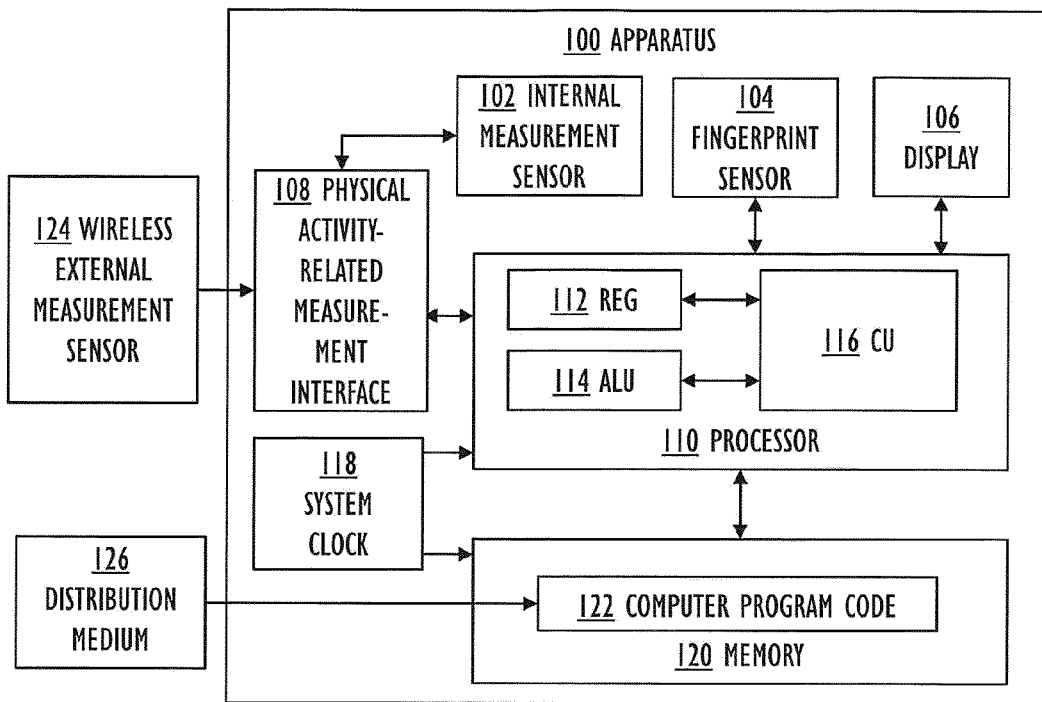 100 APPARATUS
102 INTERNAL
MEASUREMENT
SENSOR
104
FINGERPRINT
SENSOR
106
DISPLAY
108 PHYSICAL
ACTIVITY-
RELATED
MEASURE-
MENT
INTERFACE
124 WIRELESS
EXTERNAL
MEASUREMENT
SENSOR
112 REG
114 ALU
116 CU
110 PROCESSOR
118
SYSTEM
CLOCK
126
DISTRIBUTION
MEDIUM
122 COMPUTER PROGRAM CODE
120 MEMORY